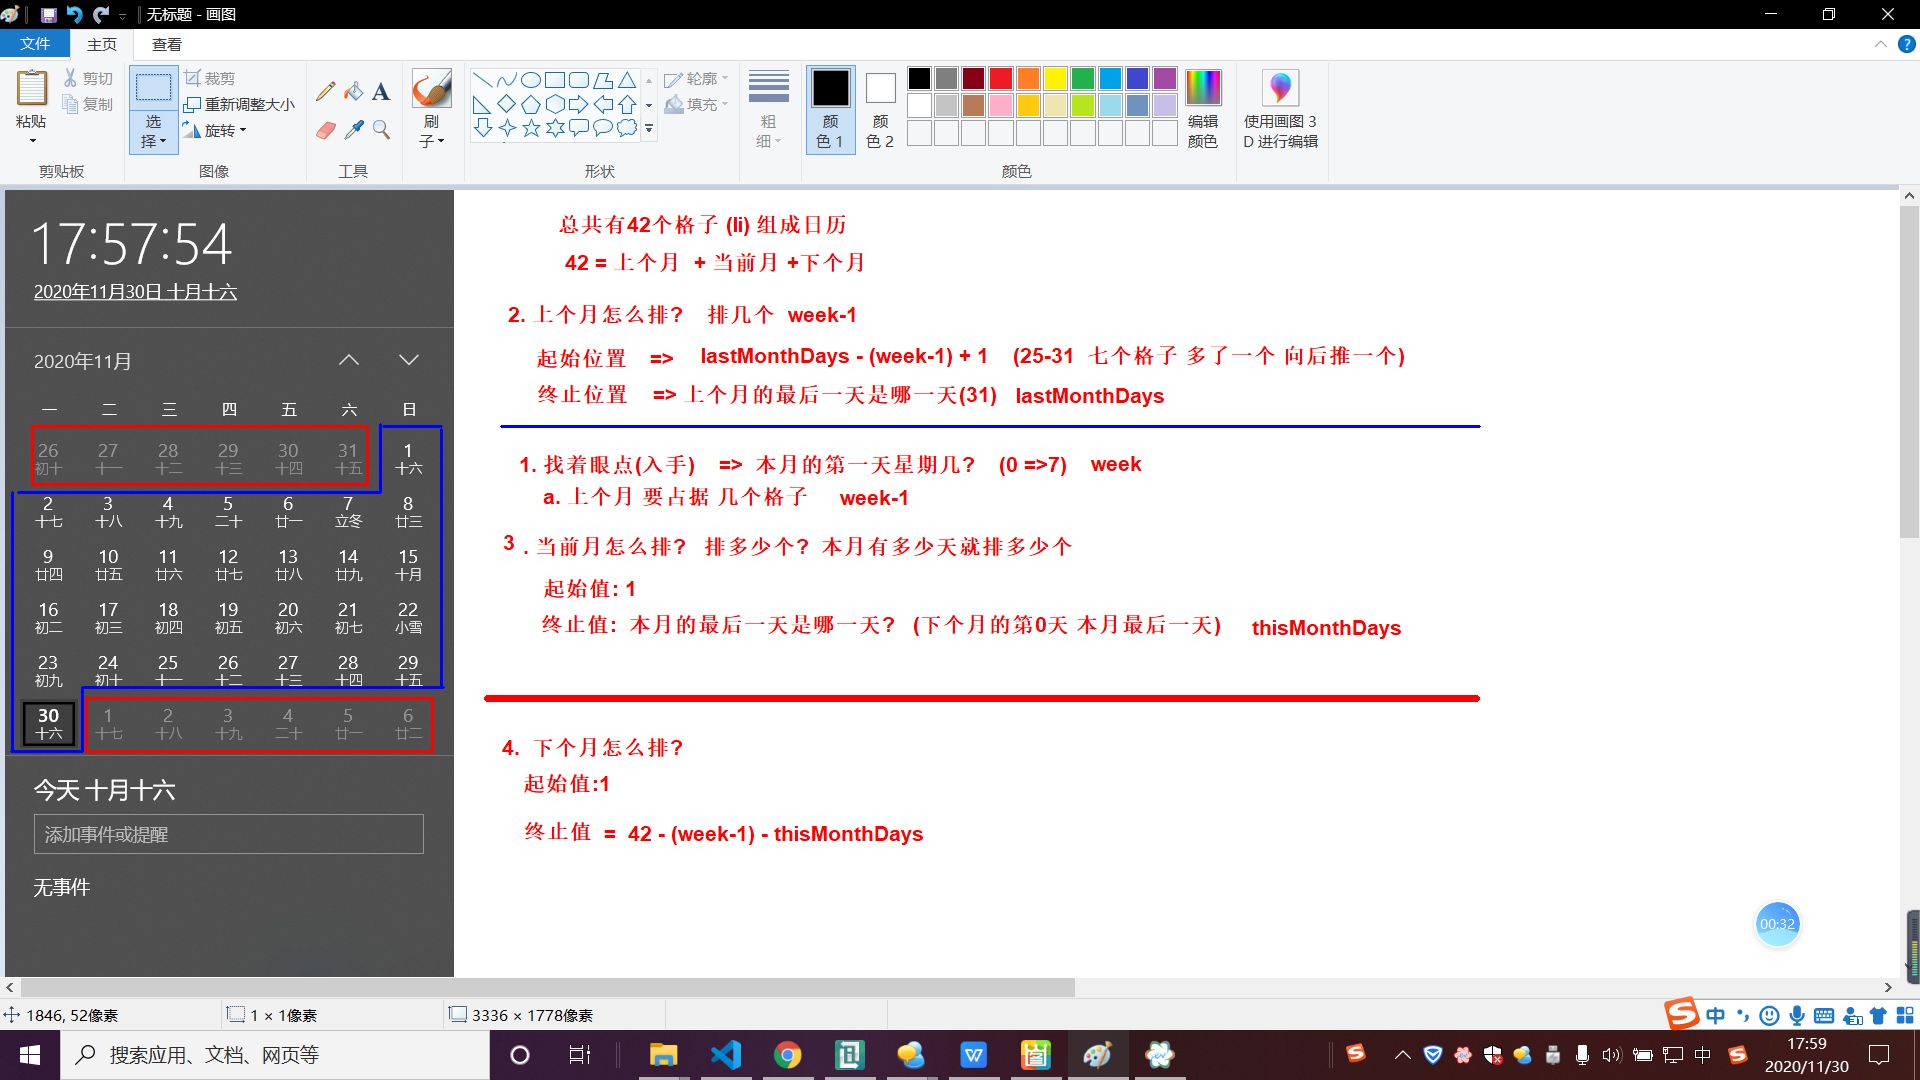 无标题 - 画图
文件 主页 查看
粘贴 剪切 复制 剪贴板
选择 裁剪 重新调整大小 旋转 图像
A 工具
刷子
轮廓 填充 形状
粗细
颜色 1 颜色 2 编辑颜色 颜色
使用画图 3D 进行编辑
17:57:54
2020年11月30日 十月十六
2020年11月
一 二 三 四 五 六 日
26 27 28 29 30 31 1
初十 十一 十二 十三 十四 十五 十六
2 3 4 5 6 7 8
十七 十八 十九 二十 廿一 立冬 廿三
9 10 11 12 13 14 15
廿四 廿五 廿六 廿七 廿八 廿九 十月
16 17 18 19 20 21 22
初二 初三 初四 初五 初六 初七 小雪
23 24 25 26 27 28 29
初九 初十 十一 十二 十三 十四 十五
30 1 2 3 4 5 6
十六 十七 十八 十九 二十 廿一 廿二
今天 十月十六
添加事件或提醒
无事件
总共有42个格子 (li) 组成日历
42 = 上个月 + 当前月 +下个月
2. 上个月怎么排? 排几个 week-1
起始位置 => lastMonthDays - (week-1) + 1 (25-31 七个格子 多了一个 向后推一个)
终止位置 => 上个月的最后一天是哪一天(31) lastMonthDays
1. 找着眼点(入手) => 本月的第一天星期几? (0 =>7) week
a. 上个月 要占据 几个格子 week-1
3 . 当前月怎么排? 排多少个? 本月有多少天就排多少个
起始值: 1
终止值: 本月的最后一天是哪一天? (下个月的第0天 本月最后一天) thisMonthDays
4. 下个月怎么排?
起始值:1
终止值 = 42 - (week-1) - thisMonthDays
00:32
1846, 52像素 1 × 1像素 3336 × 1778像素
中
搜索应用、文档、网页等
中
17:59
2020/11/30